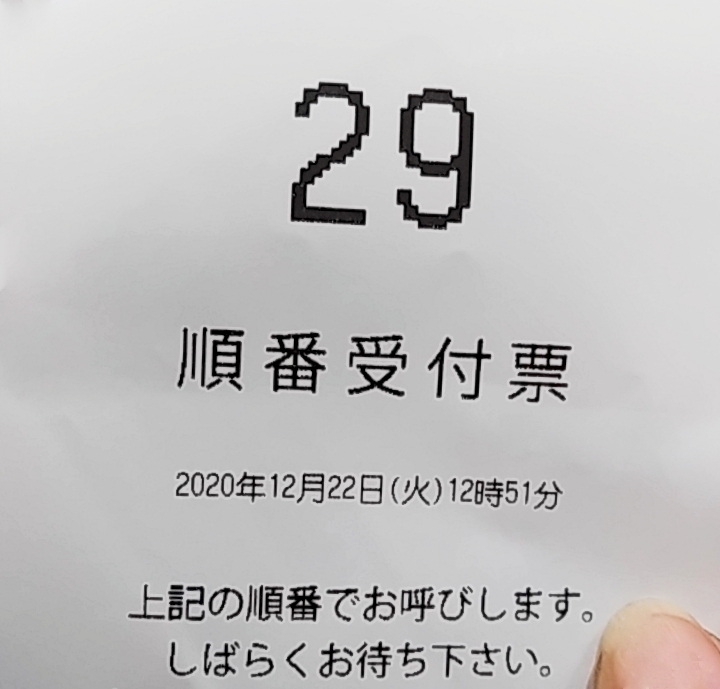 29
順番受付票
2020年12月22日(火)12時51分
上記の順番でお呼びします。
しばらくお待ち下さい。